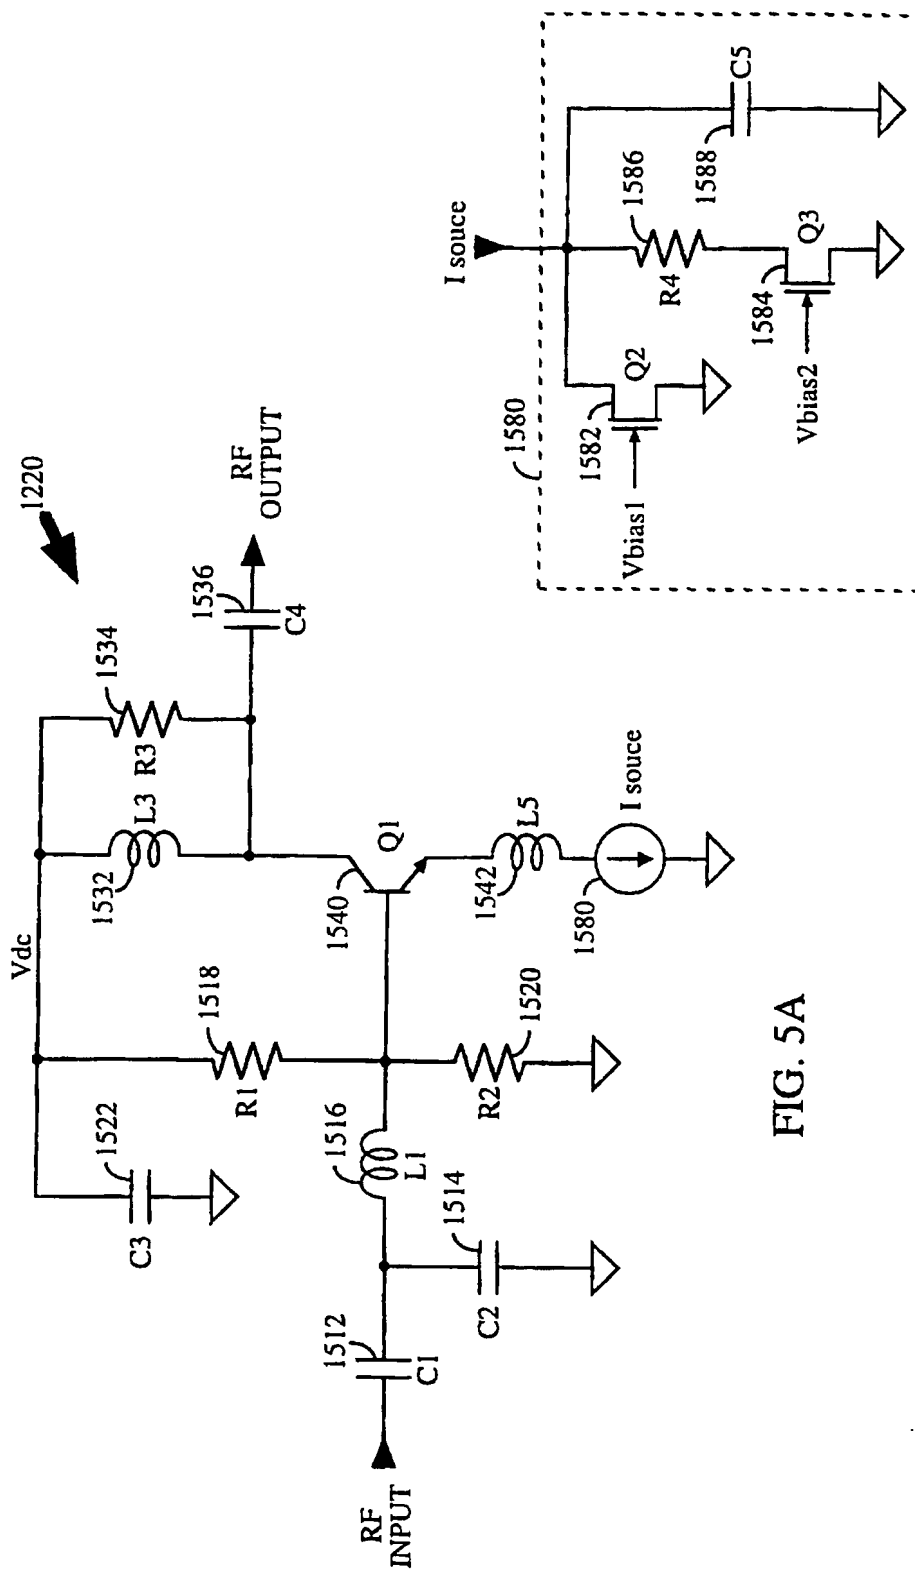 1220
Vdc
1522
C3
1518
R1
1532
L3
1534
R3
1536
C4
RF
OUTPUT
RF
INPUT
1512
C1
1514
C2
1516
L1
1520
R2
1540
Q1
1542
L5
1580
I souce
FIG. 5A
1580
I souce
Vbias1
1582
Q2
1586
R4
1588
C5
Vbias2
1584
Q3